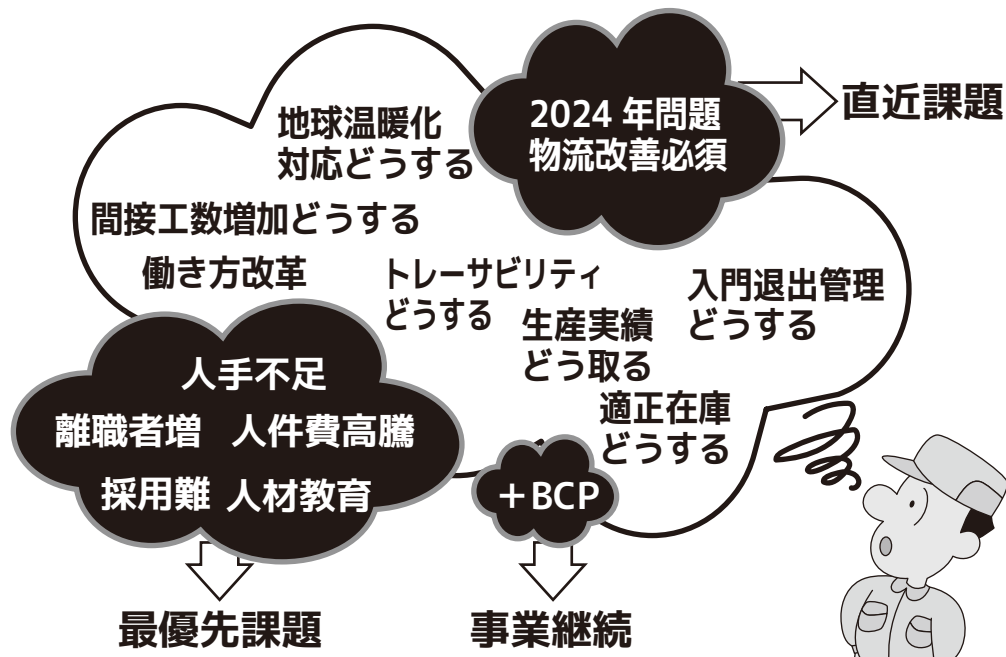 2024 年問題
物流改善必須
直近課題
地球温暖化
対応どうする
間接工数増加どうする
働き方改革
トレーサビリティ
どうする
入門退出管理
どうする
生産実績
どう取る
適正在庫
どうする
人手不足
離職者増 人件費高騰
採用難 人材教育
+BCP
最優先課題
事業継続